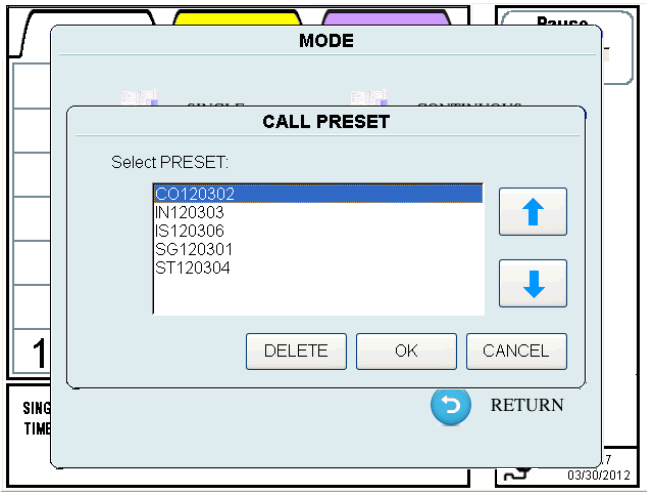 Pause
MODE
CALL PRESET
Select PRESET:
CO120302
IN120303
IS120306
SG120301
ST120304
DELETE OK CANCEL
1
SING
TIME
RETURN
.7
03/30/2012